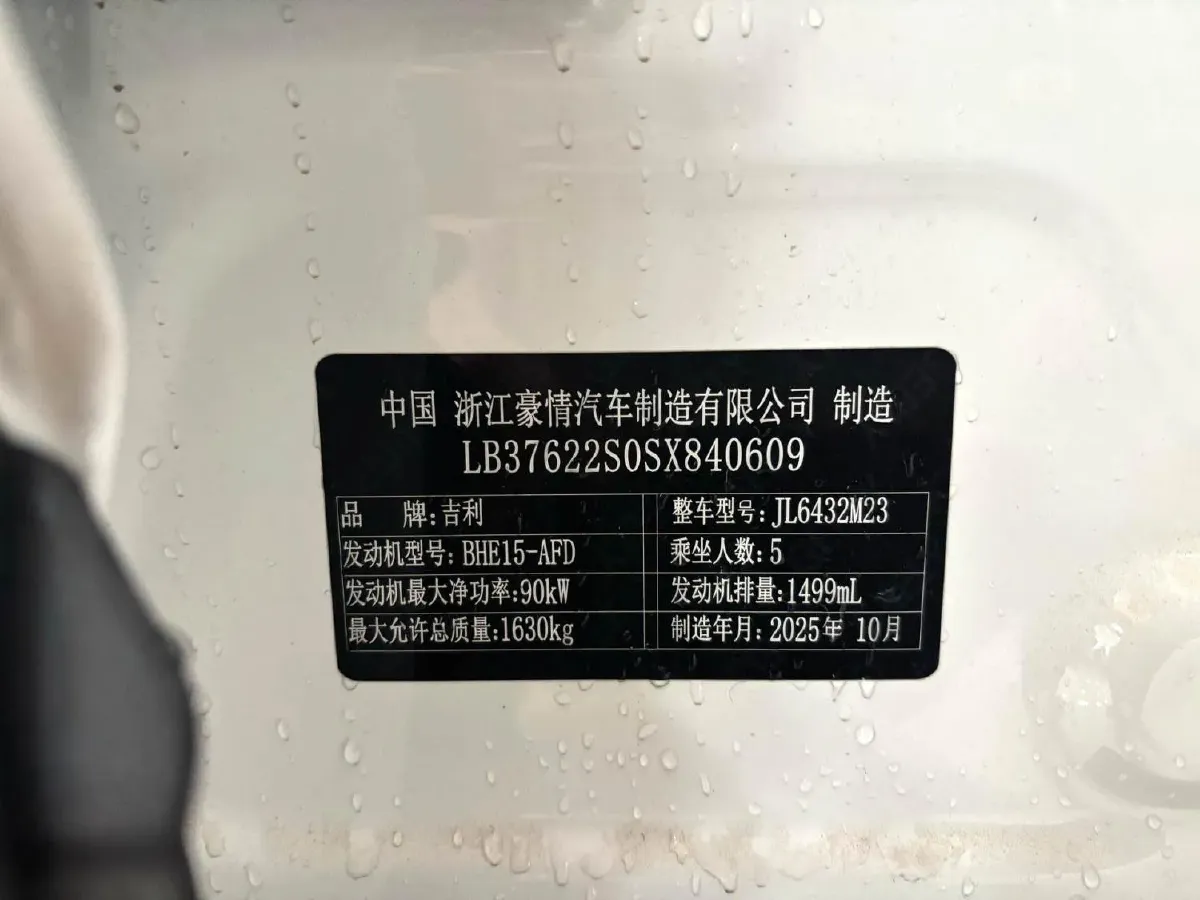 中国 浙江豪情汽车制造有限公司 制造
LB37622S0SX840609
品 牌:吉利 整车型号:JL6432M23
发动机型号:BHE15-AFD 乘坐人数:5
发动机最大净功率:90kW 发动机排量:1499mL
最大允许总质量:1630kg 制造年月:2025年 10月